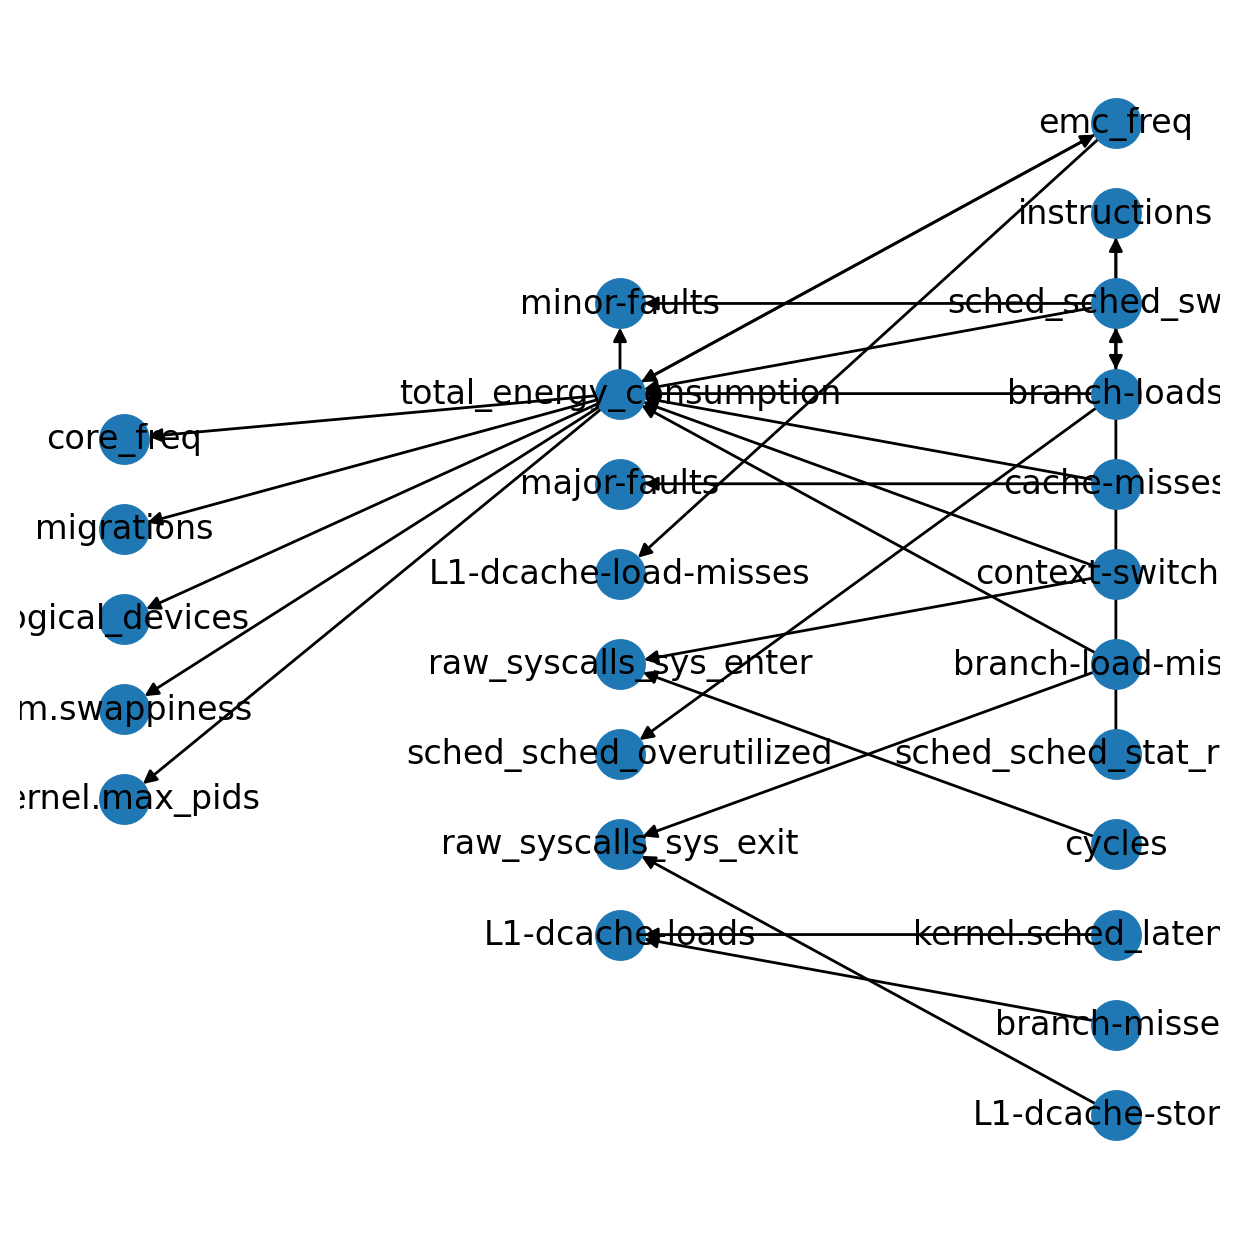 emc_freq
instructions
minor-faults
sched_sched_sw
total_energy_consumption
branch-loads
core_freq
major-faults
cache-misses
migrations
L1-dcache-load-misses
context-switch
ogical_devices
raw_syscalls_sys_enter
branch-load-mis
m.swappiness
sched_sched_overutilized
sched_sched_stat_r
ernel.max_pids
raw_syscalls_sys_exit
cycles
L1-dcache-loads
kernel.sched_laten
branch-misse
L1-dcache-stor